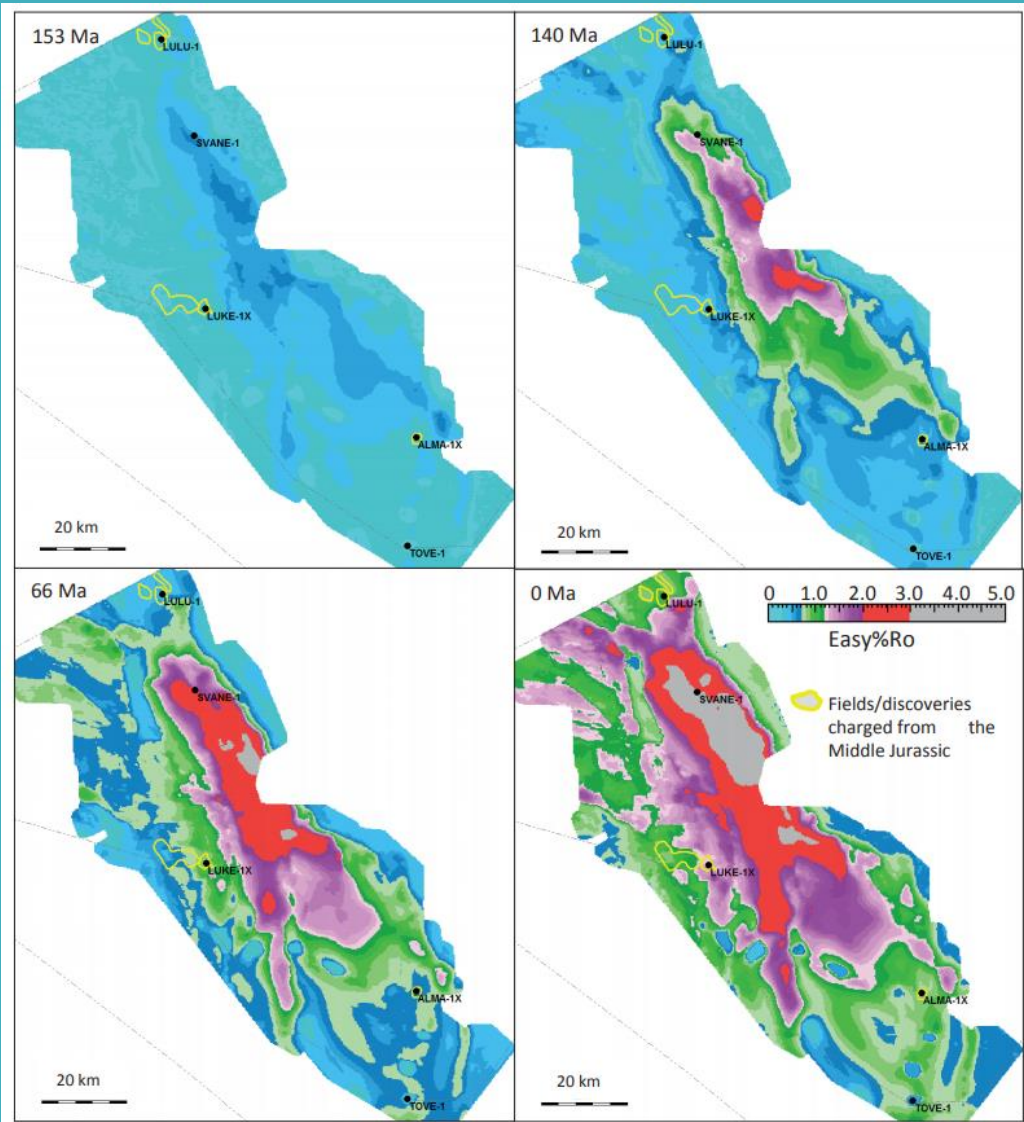 153 Ma
LULU-1
SVANE-1
LUKE-1X
ALMA-1X
20 km
TOVE-1
140 Ma
LULU-1
SVANE-1
LUKE-1X
ALMA-1X
20 km
TOVE-1
66 Ma
LULU-1
SVANE-1
LUKE-1X
ALMA-1X
20 km
TOVE-1
0 Ma
0 1.0 2.0 3.0 4.0 5.0
Easy%Ro
LULU-1
SVANE-1
Fields/discoveries
charged from the
Middle Jurassic
LUKE-1X
ALMA-1X
20 km
TOVE-1